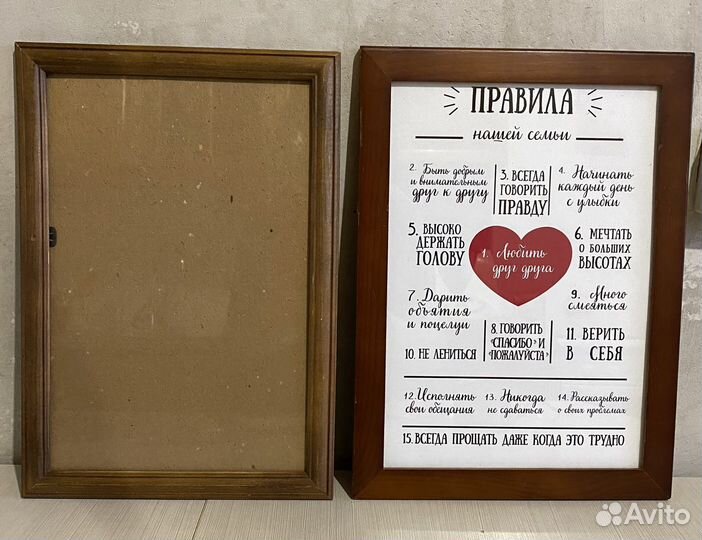 ПРАВИЛА
нашей семьи
2. Быть добрым
и внимательным
друг к другу
3. ВСЕГДА
ГОВОРИТЬ
ПРАВДУ
4. Начинать
каждый день
с улыбки
5. ВЫСОКО
ДЕРЖАТЬ
ГОЛОВУ
1. Любить
друг друга
6. МЕЧТАТЬ
О БОЛЬШИХ
ВЫСОТАХ
7. Дарить
объятия
и поцелуи
8. ГОВОРИТЬ
"СПАСИБО" И
"ПОЖАЛУЙСТА"
9. Много
смеяться
10. НЕ ЛЕНИТЬСЯ
11. ВЕРИТЬ
В СЕБЯ
12. Исполнять
свои обещания
13. Никогда
не сдаваться
14. Рассказывать
о своих проблемах
15. ВСЕГДА ПРОЩАТЬ ДАЖЕ КОГДА ЭТО ТРУДНО
Avito